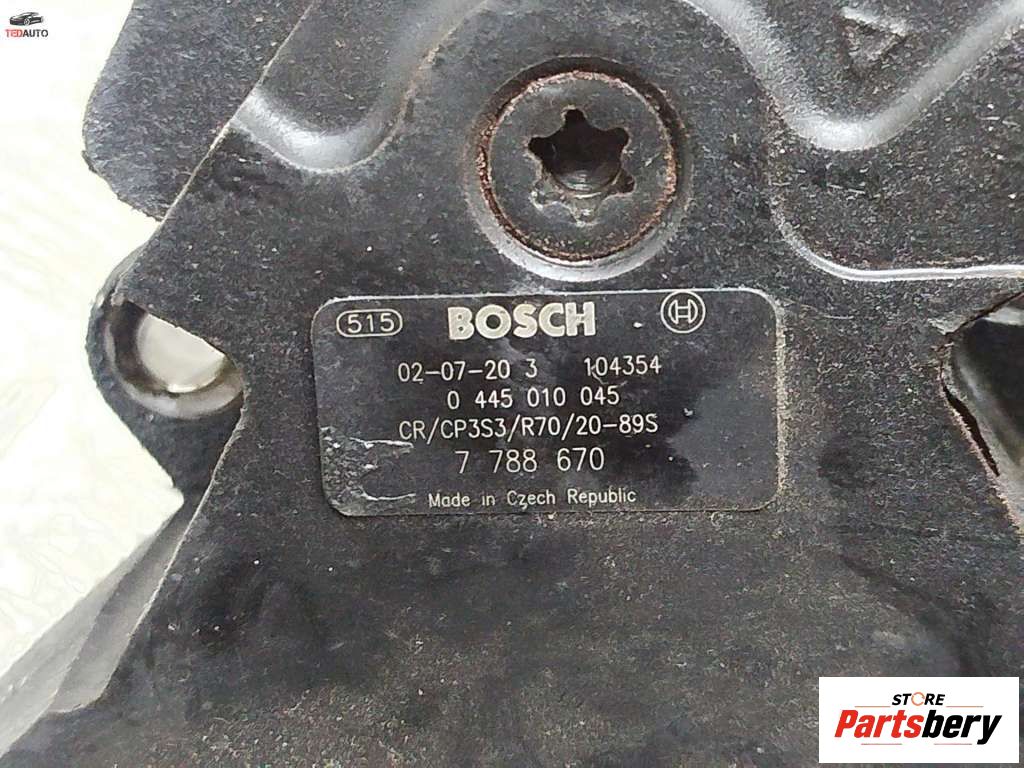 TEDAUTO
515 BOSCH H
02-07-20 3 104354
0 445 010 045
CR/CP3S3/R70/20-89S
7 788 670
Made in Czech Republic
STORE
Partsbery